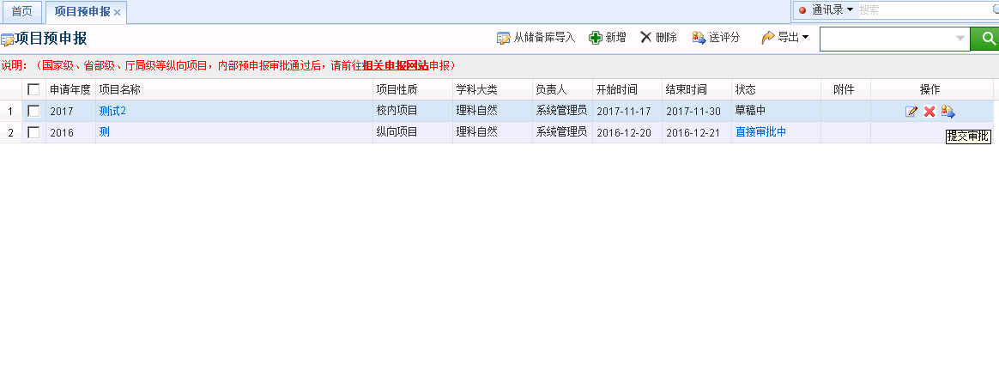 首页 项目预申报 通讯录 搜索
项目预申报 从储备库导入 新增 删除 送评分 导出
说明：（国家级、省部级、厅局级等纵向项目，内部预申报审批通过后，请前往相关申报网站申报）
申请年度 项目名称 项目性质 学科大类 负责人 开始时间 结束时间 状态 附件 操作
1 2017 测试2 校内项目 理科自然 系统管理员 2017-11-17 2017-11-30 草稿中
2 2016 测 纵向项目 理科自然 系统管理员 2016-12-20 2016-12-21 直接审批中
提交审批